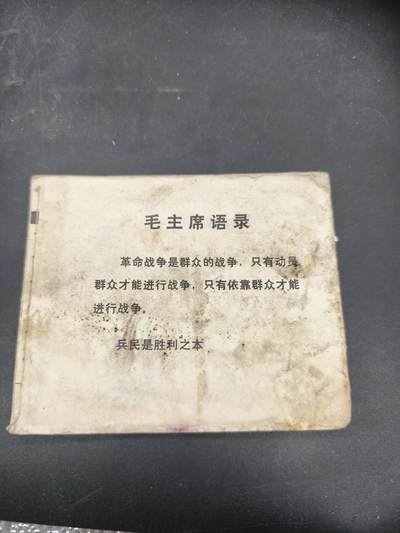 毛主席语录
革命战争是群众的战争，只有动员
群众才能进行战争，只有依靠群众才能
进行战争。
兵民是胜利之本